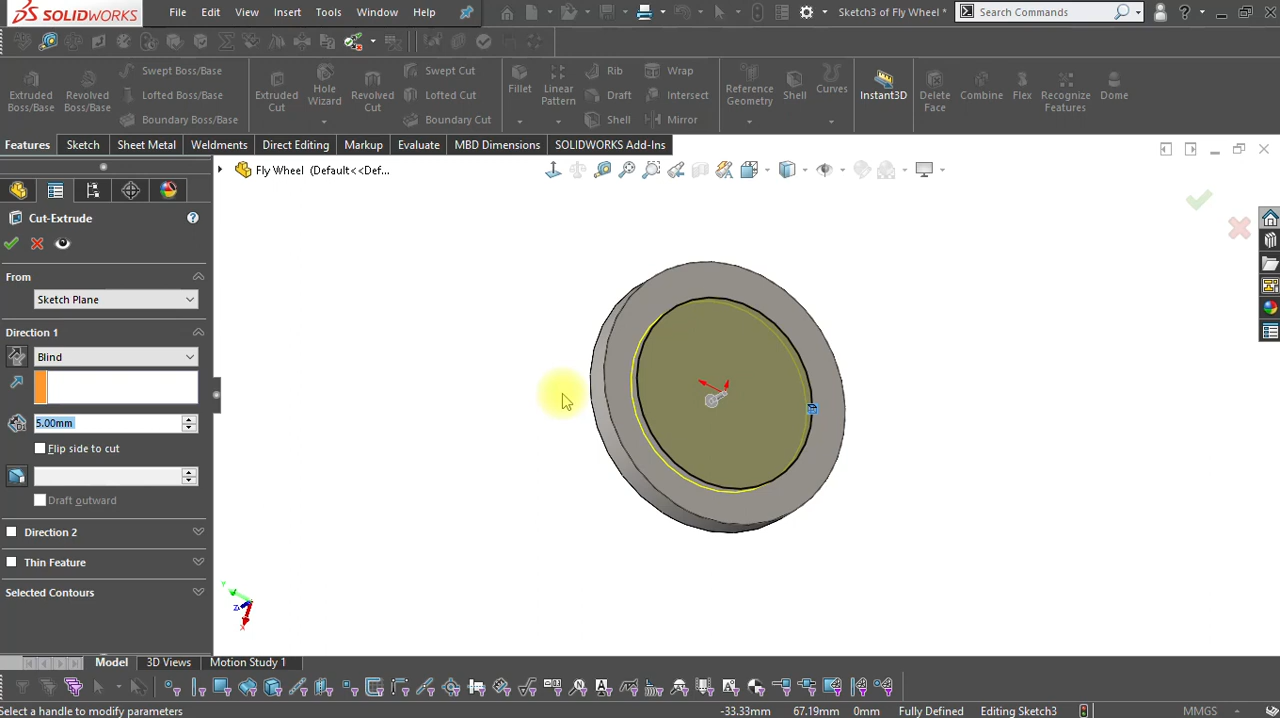 SOLIDWORKS File Edit View Insert Tools Window Help Sketch3 of Fly Wheel * Search Commands
Extruded Boss/Base Revolved Boss/Base Swept Boss/Base Lofted Boss/Base Boundary Boss/Base Extruded Cut Hole Wizard Revolved Cut Swept Cut Lofted Cut Boundary Cut Fillet Linear Pattern Rib Draft Shell Wrap Intersect Mirror Reference Geometry Shell Curves Instant3D Delete Face Combine Flex Recognize Features Dome
Features Sketch Sheet Metal Weldments Direct Editing Markup Evaluate MBD Dimensions SOLIDWORKS Add-Ins
Fly Wheel (Default<<Def...
Cut-Extrude
From
Sketch Plane
Direction 1
Blind
5.00mm
Flip side to cut
Draft outward
Direction 2
Thin Feature
Selected Contours
Y
Z
X
Model 3D Views Motion Study 1
Select a handle to modify parameters -33.33mm 67.19mm 0mm Fully Defined Editing Sketch3 MMGS